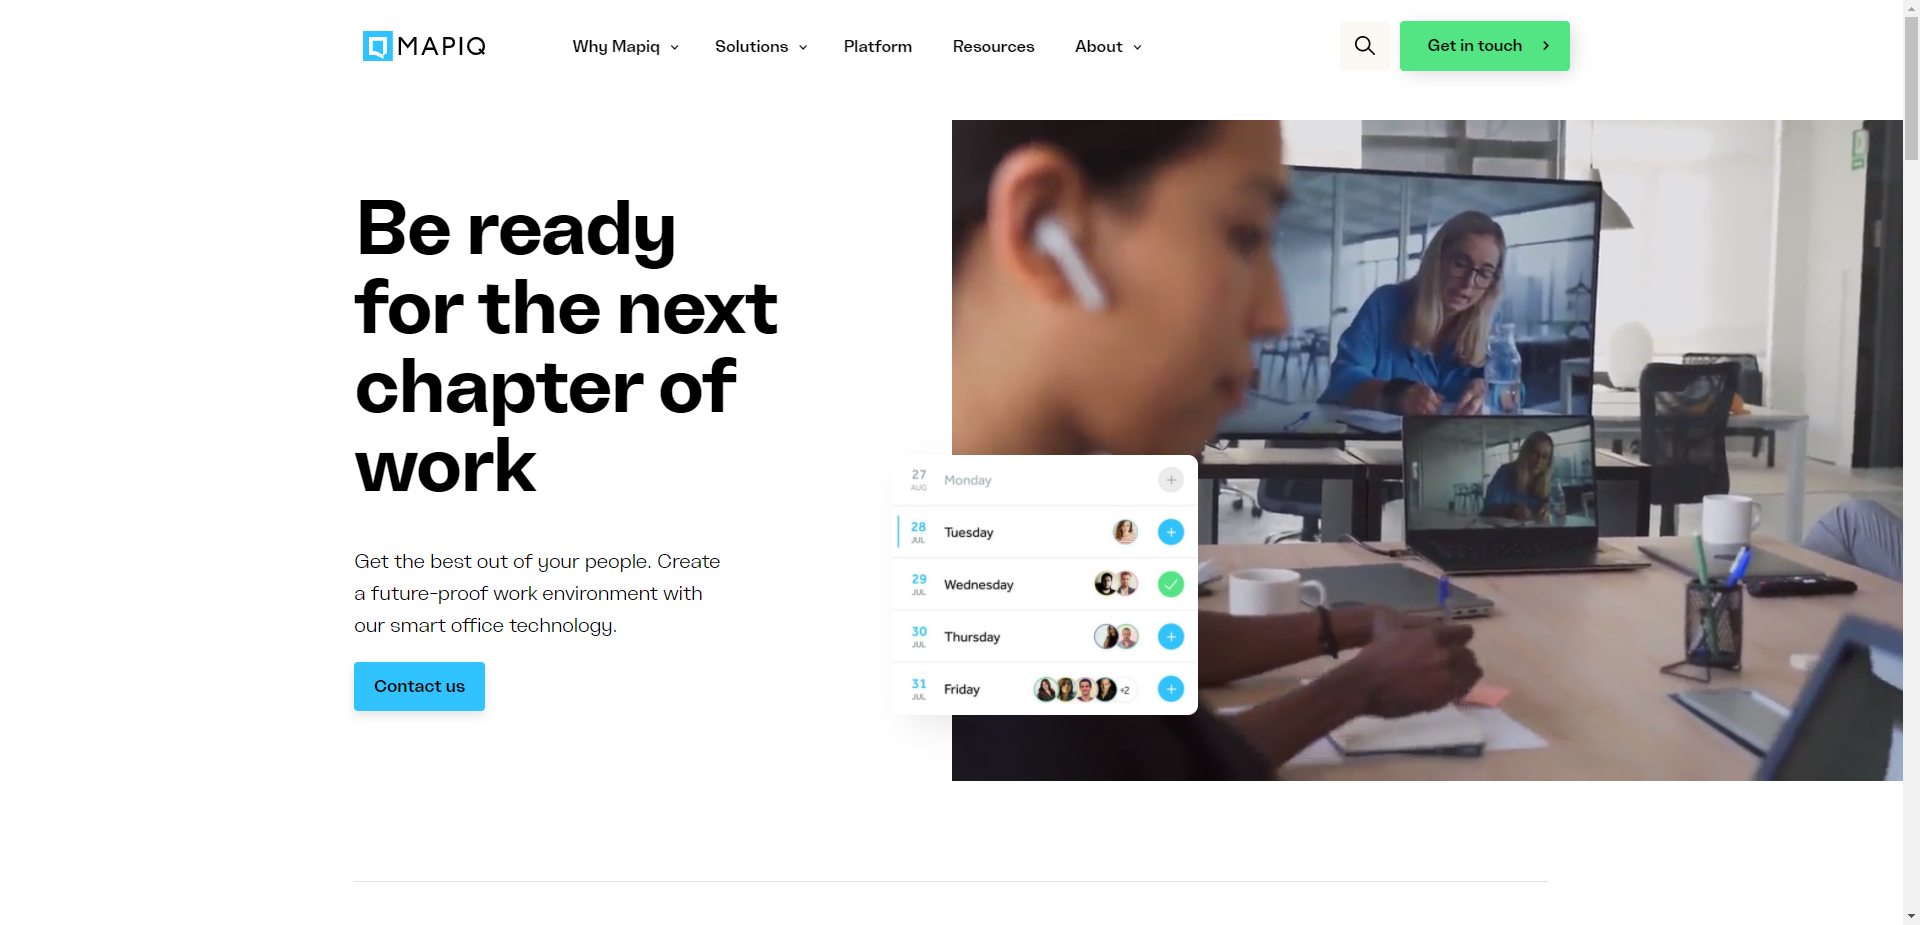 MAPIQ
Why Mapiq
Solutions
Platform
Resources
About
Get in touch
Be ready
for the next
chapter of
work
Get the best out of your people. Create
a future-proof work environment with
our smart office technology.
Contact us
27
AUG
Monday
28
JUL
Tuesday
29
JUL
Wednesday
30
JUL
Thursday
31
JUL
Friday
+2